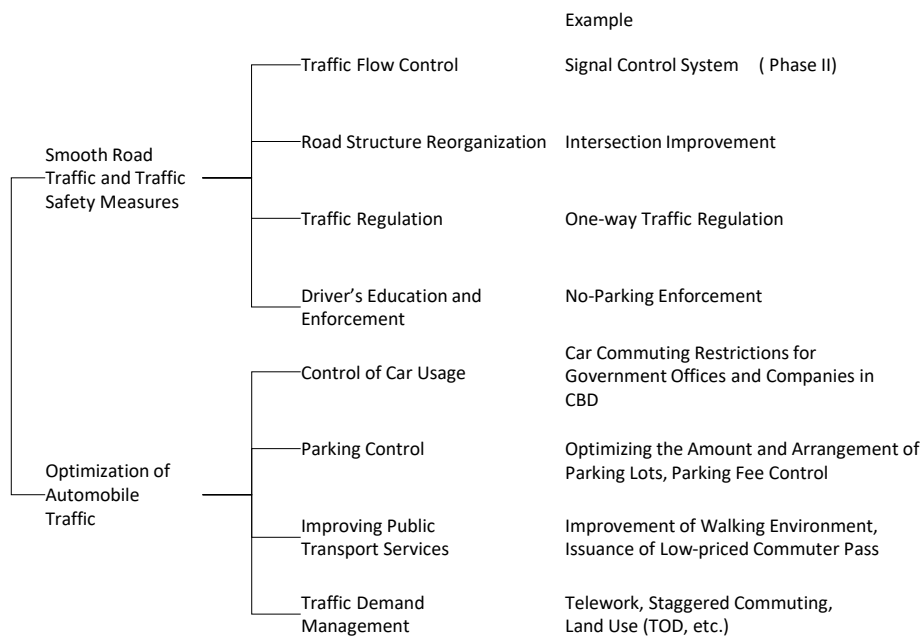 Example
Traffic Flow Control
Signal Control System ( Phase II)
Road Structure Reorganization
Intersection Improvement
Smooth Road
Traffic and Traffic
Safety Measures
Traffic Regulation
One-way Traffic Regulation
Driver's Education and
Enforcement
No-Parking Enforcement
Control of Car Usage
Car Commuting Restrictions for
Government Offices and Companies in
CBD
Parking Control
Optimizing the Amount and Arrangement of
Parking Lots, Parking Fee Control
Optimization of
Automobile
Traffic
Improving Public
Transport Services
Improvement of Walking Environment,
Issuance of Low-priced Commuter Pass
Traffic Demand
Management
Telework, Staggered Commuting,
Land Use (TOD, etc.)